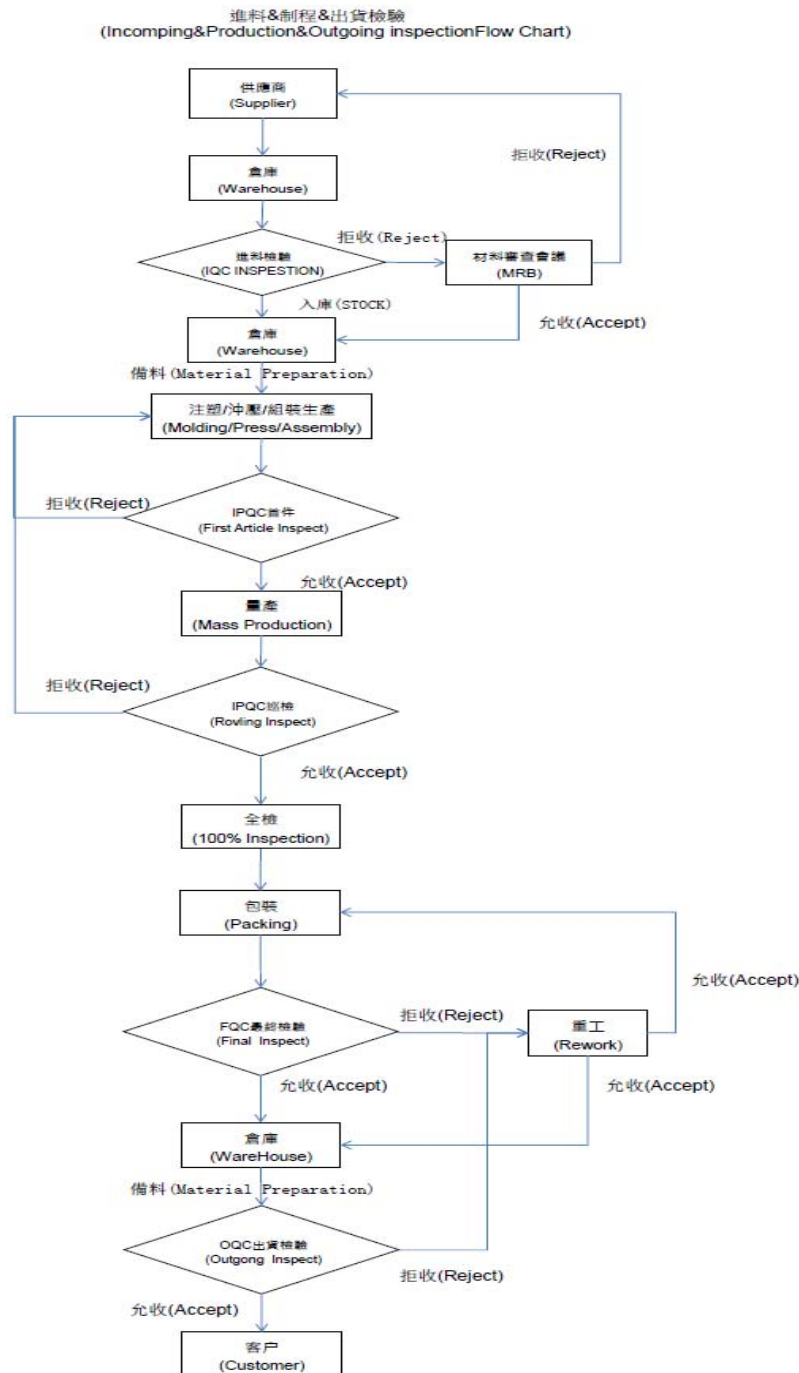 進料&制程&出貨檢驗
(Incomping&Production&Outgoing inspectionFlow Chart)
供應商
(Supplier)
拒收(Reject)
倉庫
(Warehouse)
拒收(Reject)
進料檢驗
(IQC INSPESTION)
材料審查會議
(MRB)
入庫(STOCK)
允收(Accept)
倉庫
(Warehouse)
備料(Material Preparation)
注塑/沖壓/組裝生產
(Molding/Press/Assembly)
拒收(Reject)
IPQC首件
(First Article Inspect)
允收(Accept)
量產
(Mass Production)
拒收(Reject)
IPQC巡檢
(Rovling Inspect)
允收(Accept)
全檢
(100% Inspection)
包裝
(Packing)
允收(Accept)
拒收(Reject)
FQC最終檢驗
(Final Inspect)
重工
(Rework)
允收(Accept)
允收(Accept)
倉庫
(WareHouse)
備料(Material Preparation)
OQC出貨檢驗
(Outgong Inspect)
拒收(Reject)
允收(Accept)
客户
(Customer)